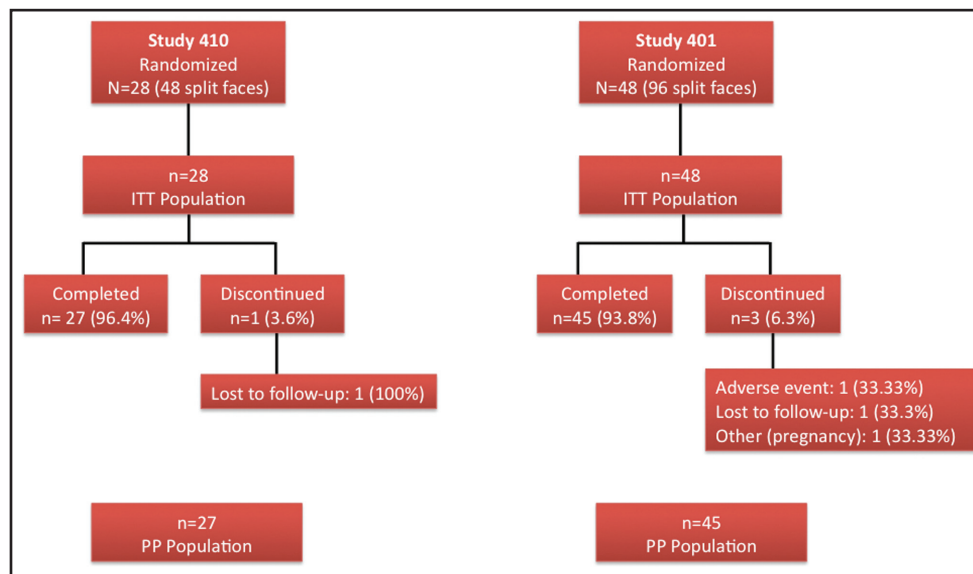 Study 410
Randomized
N=28 (48 split faces)
n=28
ITT Population
Completed
n= 27 (96.4%)
Discontinued
n=1 (3.6%)
Lost to follow-up: 1 (100%)
n=27
PP Population
Study 401
Randomized
N=48 (96 split faces)
n=48
ITT Population
Completed
n=45 (93.8%)
Discontinued
n=3 (6.3%)
Adverse event: 1 (33.33%)
Lost to follow-up: 1 (33.3%)
Other (pregnancy): 1 (33.33%)
n=45
PP Population